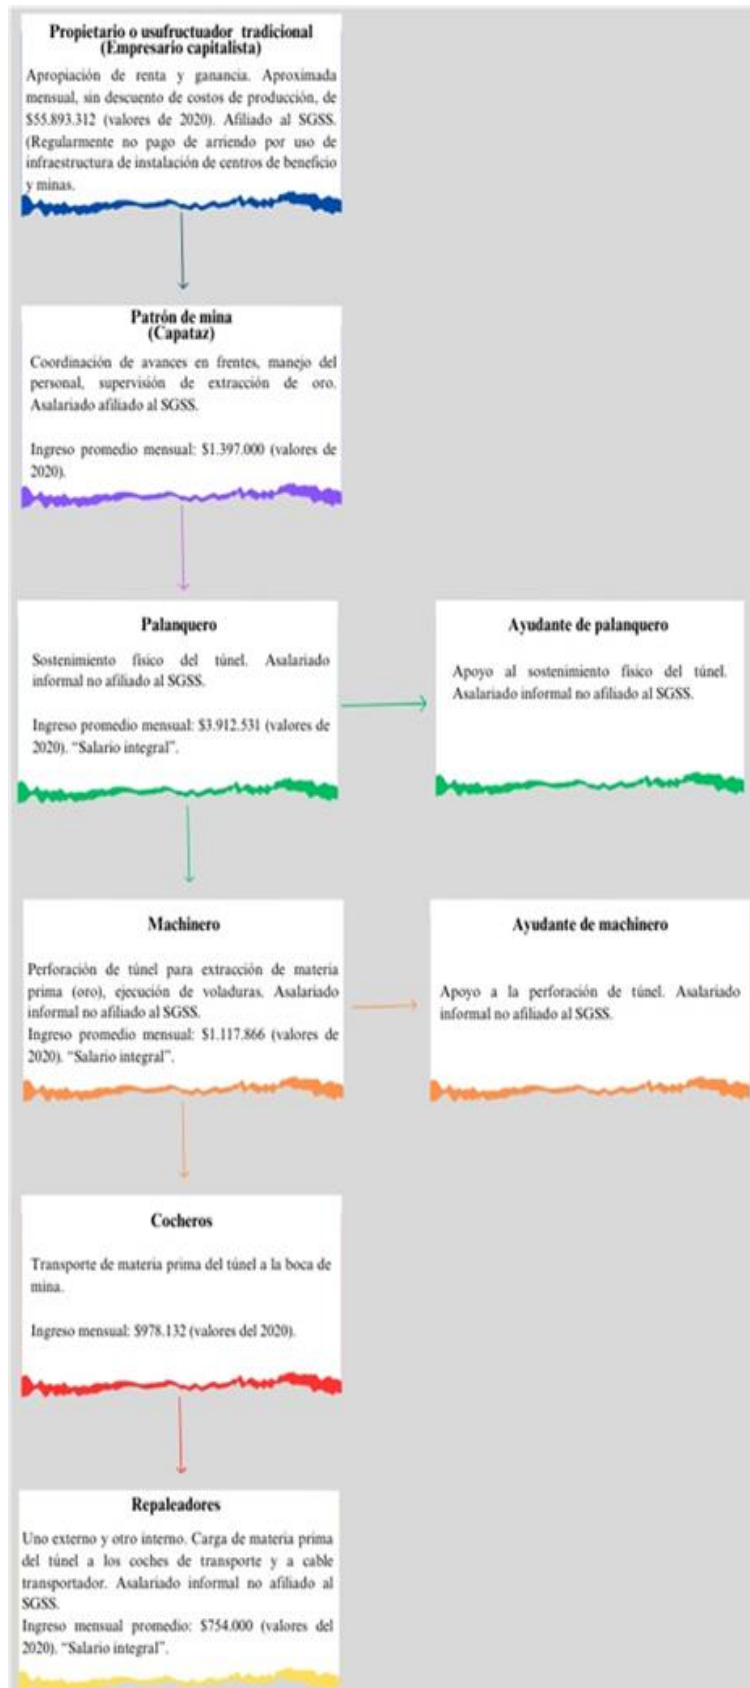 Propietario o usufructuador tradicional
(Empresario capitalista)
Apropiación de renta y ganancia. Aproximada
mensual, sin descuento de costos de producción, de
$55.893.312 (valores de 2020). Afiliado al SGSS.
(Regularmente no pago de arriendo por uso de
infraestructura de instalación de centros de beneficio
y minas.
Patrón de mina
(Capataz)
Coordinación de avances en frentes, manejo del
personal, supervisión de extracción de oro.
Asalariado afiliado al SGSS.
Ingreso promedio mensual: $1.397.000 (valores de
2020).
Palanquero
Sostenimiento físico del túnel. Asalariado
informal no afiliado al SGSS.
Ingreso promedio mensual: $3.912.531 (valores de
2020). “Salario integral”.
Ayudante de palanquero
Apoyo al sostenimiento físico del túnel.
Asalariado informal no afiliado al SGSS.
Machinero
Perforación de túnel para extracción de materia
prima (oro), ejecución de voladuras. Asalariado
informal no afiliado al SGSS.
Ingreso promedio mensual: $1.117.866 (valores de
2020). “Salario integral”.
Ayudante de machinero
Apoyo a la perforación de túnel. Asalariado
informal no afiliado al SGSS.
Cocheros
Transporte de materia prima del túnel a la boca de
mina.
Ingreso mensual: $978.132 (valores del 2020).
Repaleadores
Uno externo y otro interno. Carga de materia prima
del túnel a los coches de transporte y a cable
transportador. Asalariado informal no afiliado al
SGSS.
Ingreso mensual promedio: $754.000 (valores del
2020). “Salario integral”.